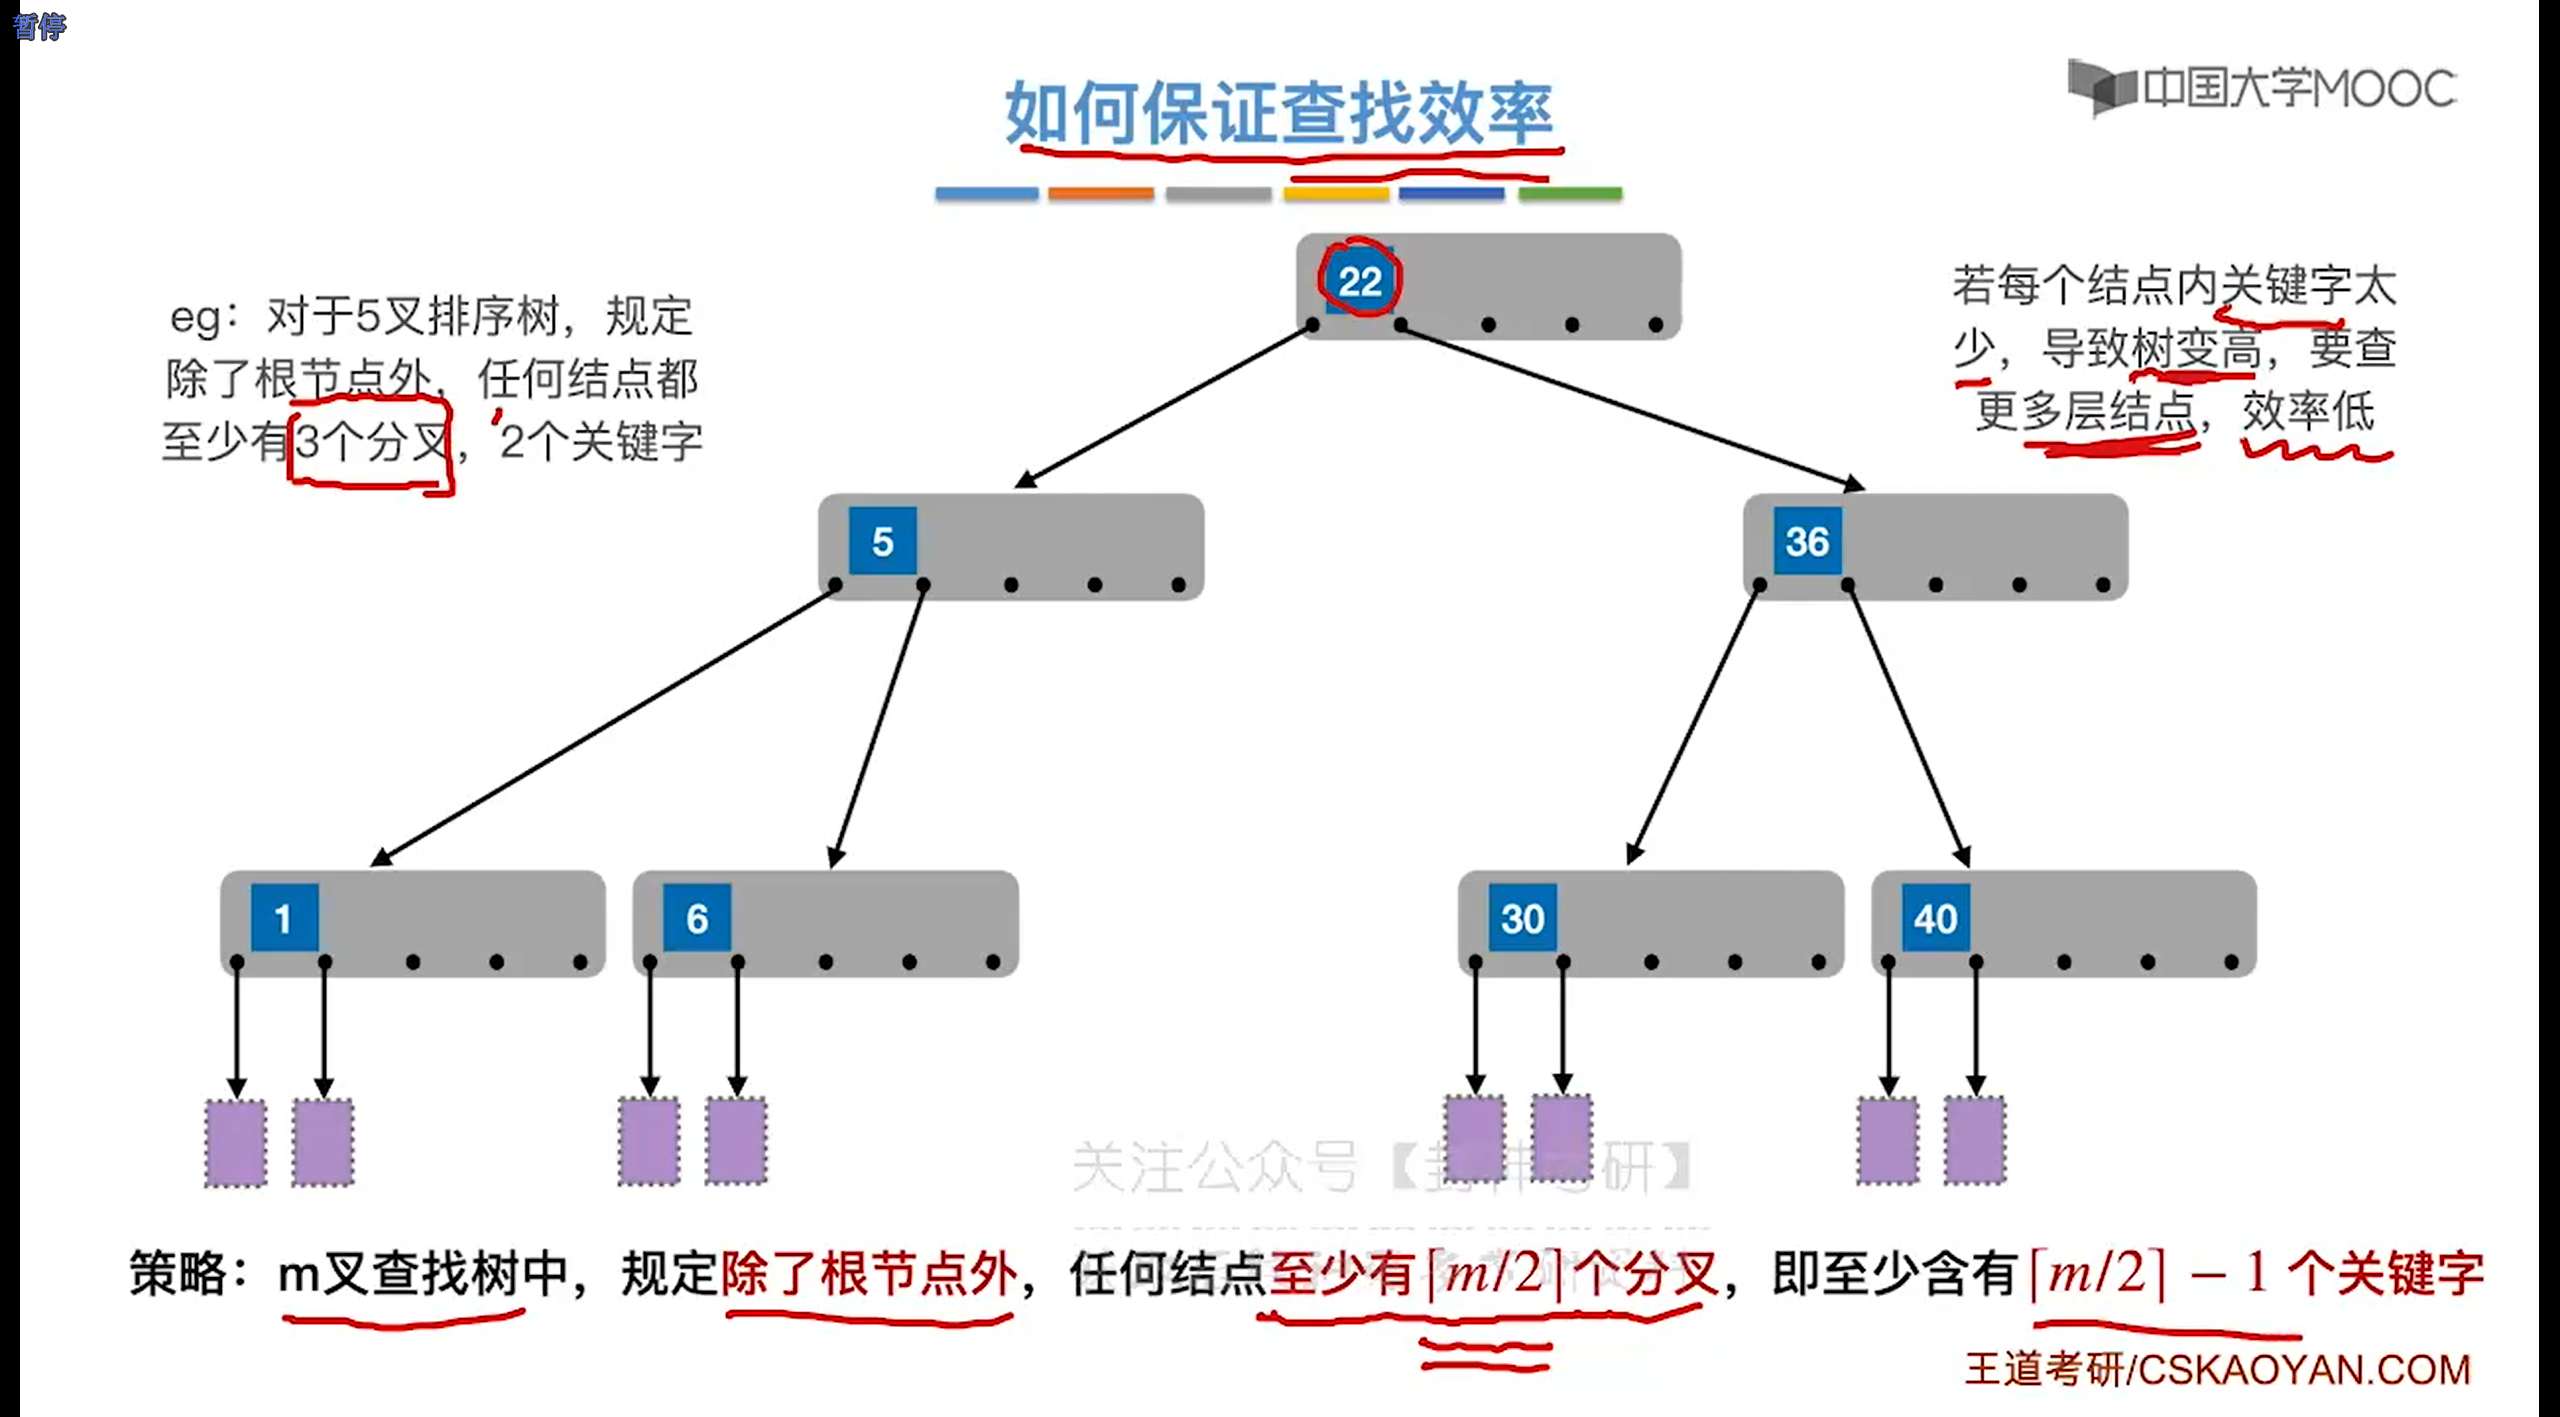 暂停
中国大学MOOC
如何保证查找效率
eg：对于5叉排序树，规定
除了根节点外，任何结点都
至少有3个分叉，2个关键字
若每个结点内关键字太
少，导致树变高，要查
更多层结点，效率低
22
5
36
1
6
30
40
关注公众号【 研】
策略：m叉查找树中，规定除了根节点外，任何结点至少有⌈m/2⌉个分叉，即至少含有⌈m/2⌉ − 1 个关键字
王道考研/CSKAOYAN.COM